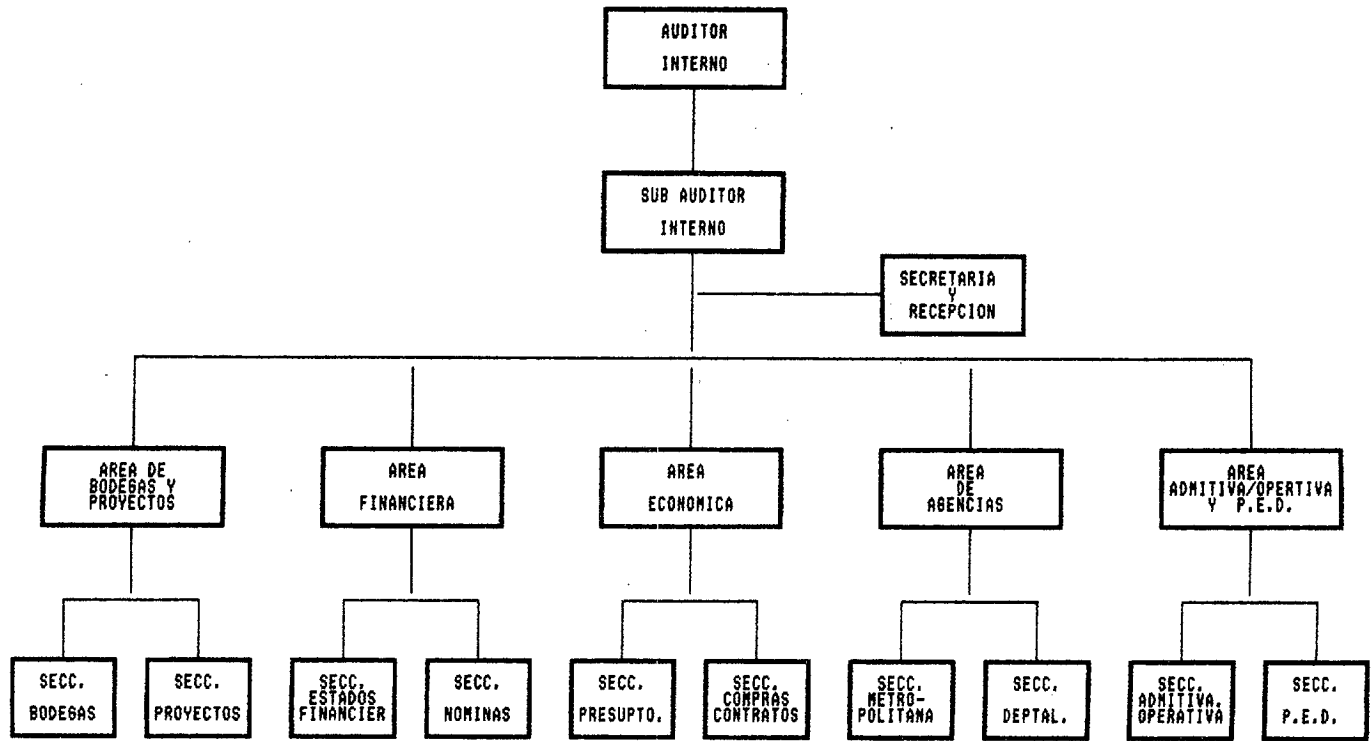 AUDITOR
INTERNO
SUB AUDITOR
INTERNO
SECRETARIA
Y
RECEPCION
AREA DE
BODEGAS Y
PROYECTOS
AREA
FINANCIERA
AREA
ECONOMICA
AREA
DE
AGENCIAS
AREA
ADMITIVA/OPERTIVA
Y P.E.D.
SECC.
BODEGAS
SECC.
PROYECTOS
SECC.
ESTADOS
FINANCIER
SECC.
NOMINAS
SECC.
PRESUPTO.
SECC.
COMPRAS
CONTRATOS
SECC.
METRO-
POLITANA
SECC.
DEPTAL.
SECC.
ADMITIVA.
OPERATIVA
SECC.
P.E.D.